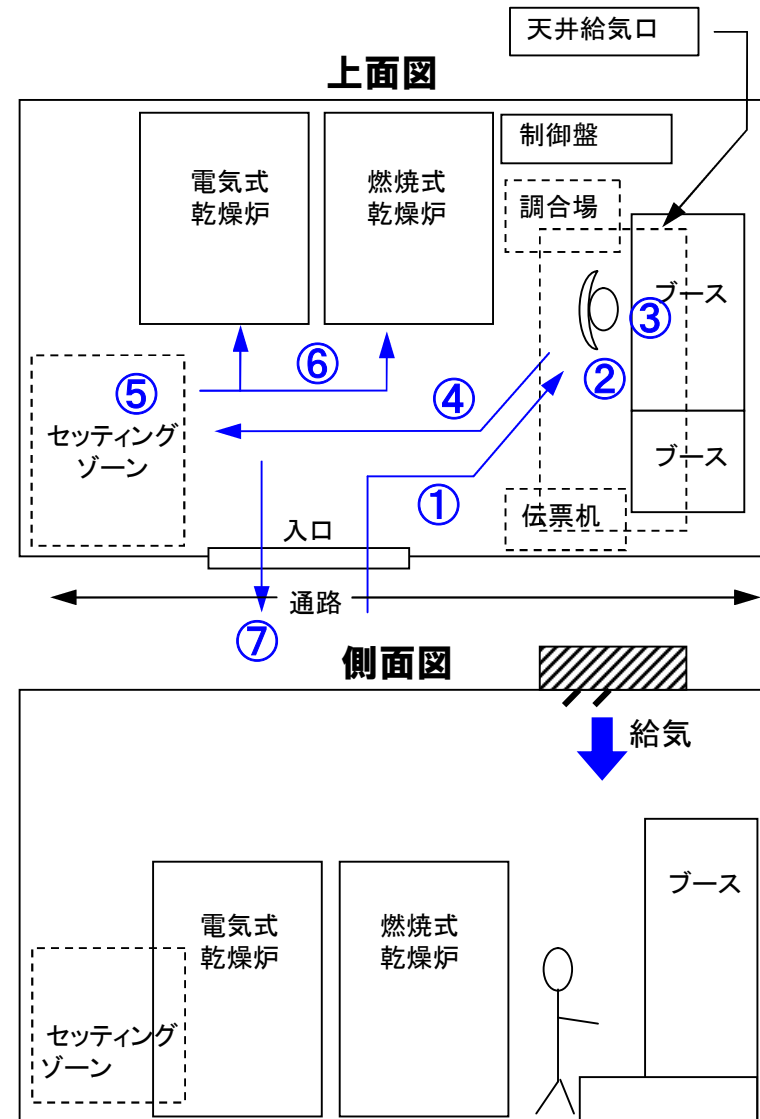 天井給気口
上面図
制御盤
電気式
乾燥炉
燃焼式
乾燥炉
調合場
ブース
③
②
⑥
⑤
④
セッティング
ゾーン
ブース
①
伝票机
入口
通路
⑦
側面図
給気
ブース
電気式
乾燥炉
燃焼式
乾燥炉
セッティング
ゾーン